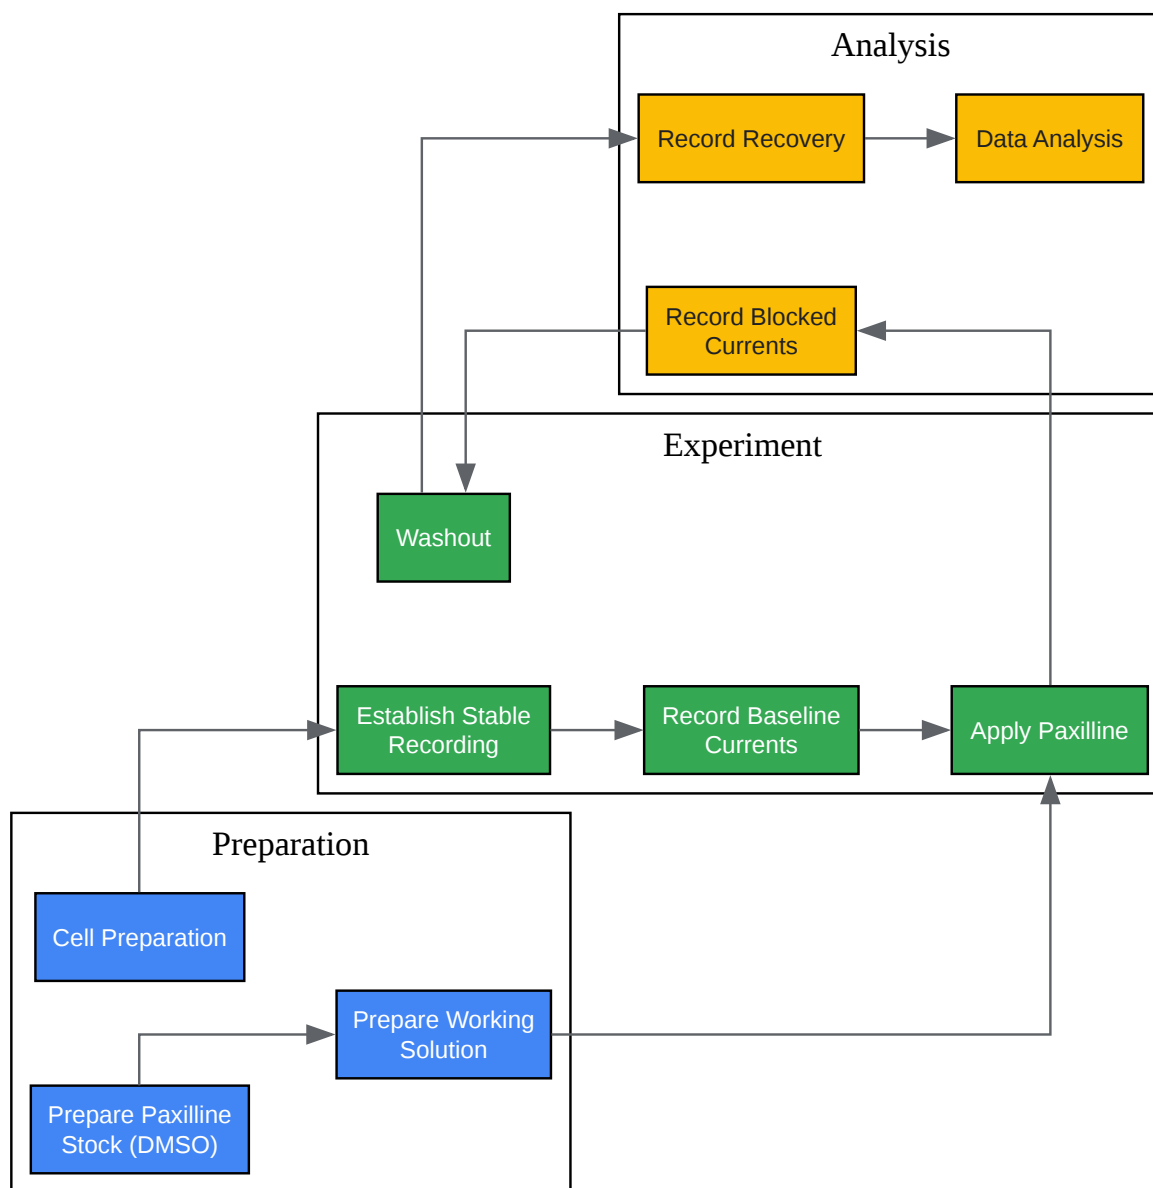 Analysis
Record Recovery
Data Analysis
Record Blocked
Currents
Experiment
Washout
Establish Stable
Recording
Record Baseline
Currents
Apply Paxilline
Preparation
Cell Preparation
Prepare Working
Solution
Prepare Paxilline
Stock (DMSO)